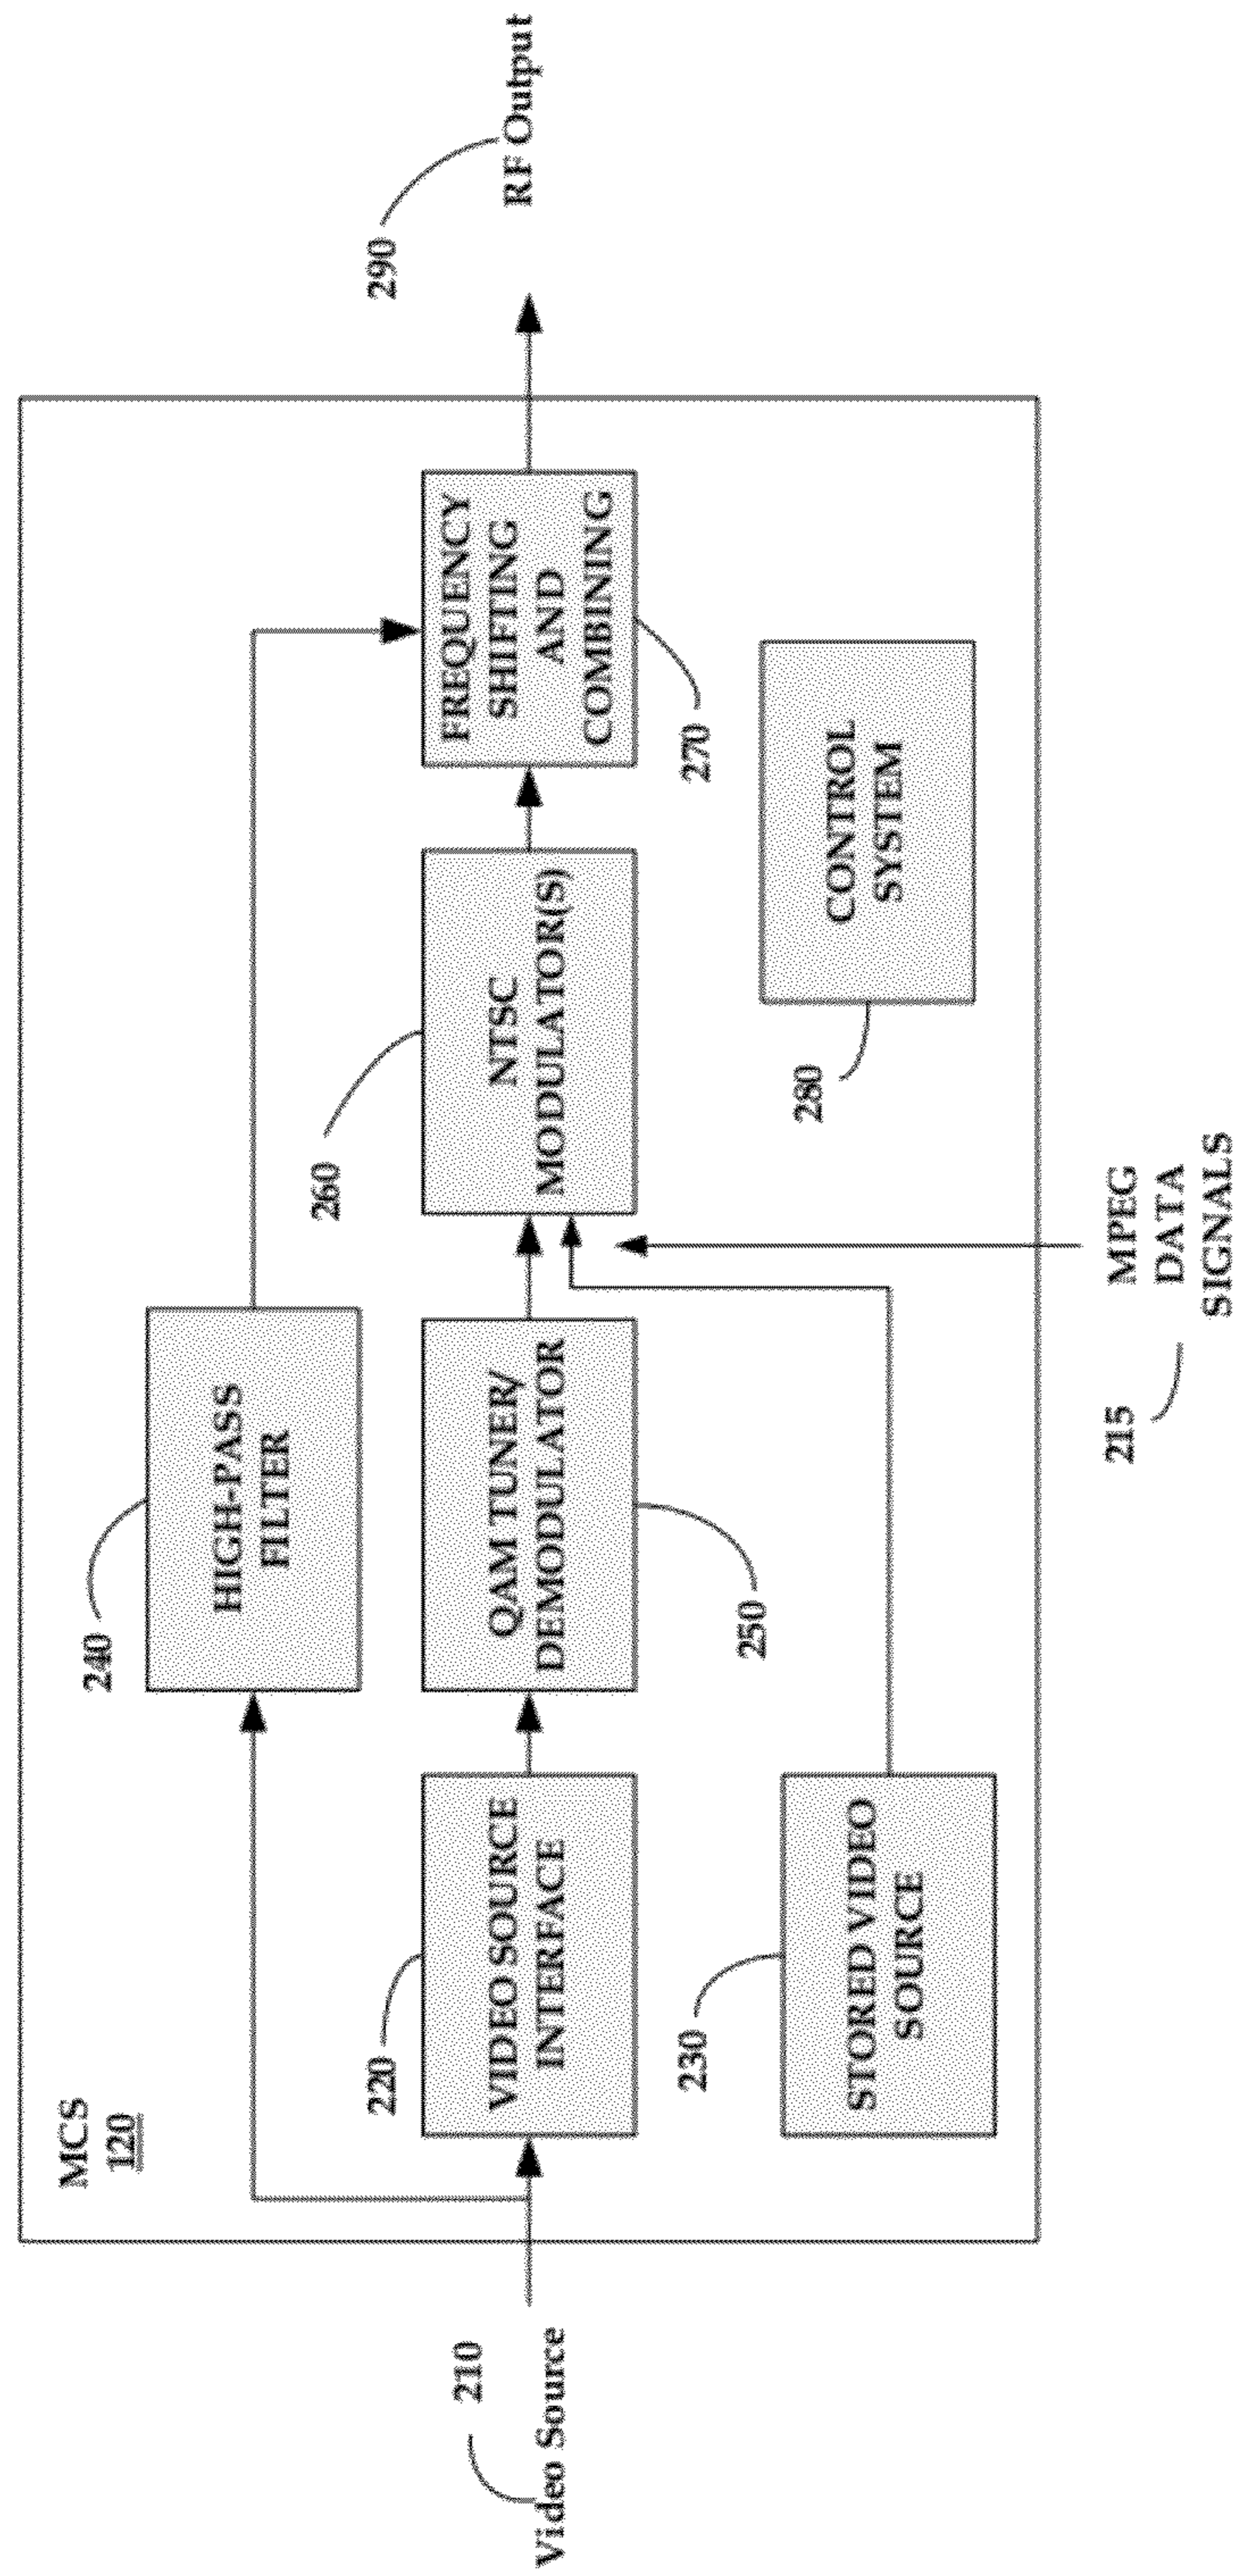 MCS
120
240
HIGH-PASS
FILTER
Video Source
210
220
VIDEO SOURCE
INTERFACE
QAM TUNER/
DEMODULATOR
250
260
NTSC
MODULATOR(S)
FREQUENCY
SHIFTING
AND
COMBINING
270
290
RF Output
230
STORED VIDEO
SOURCE
280
CONTROL
SYSTEM
215
MPEG
DATA
SIGNALS